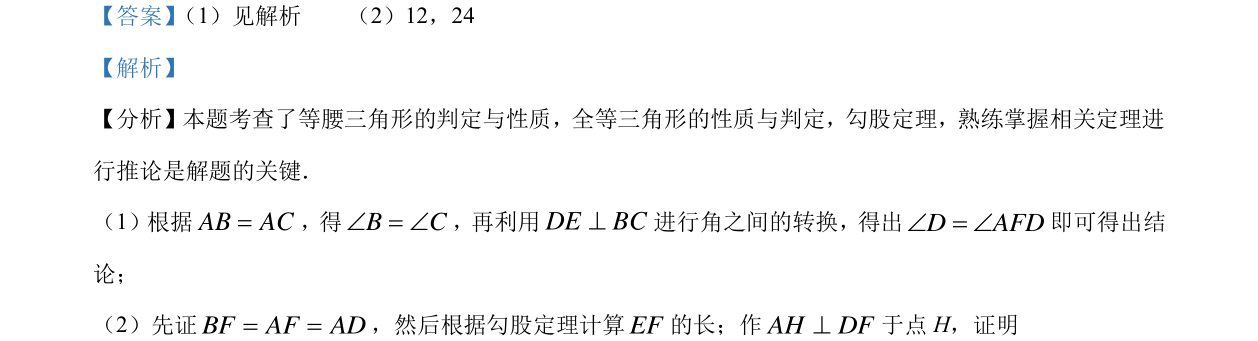 【答案】（1）见解析　　（2）12，24
【解析】
【分析】本题考查了等腰三角形的判定与性质，全等三角形的性质与判定，勾股定理，熟练掌握相关定理进
行推论是解题的关键．
（1）根据 AB = AC ，得 ∠B = ∠C ，再利用 DE ⊥ BC 进行角之间的转换，得出 ∠D = ∠AFD 即可得出结
论；
（2）先证 BF = AF = AD ，然后根据勾股定理计算 EF 的长；作 AH ⊥ DF 于点 H，证明